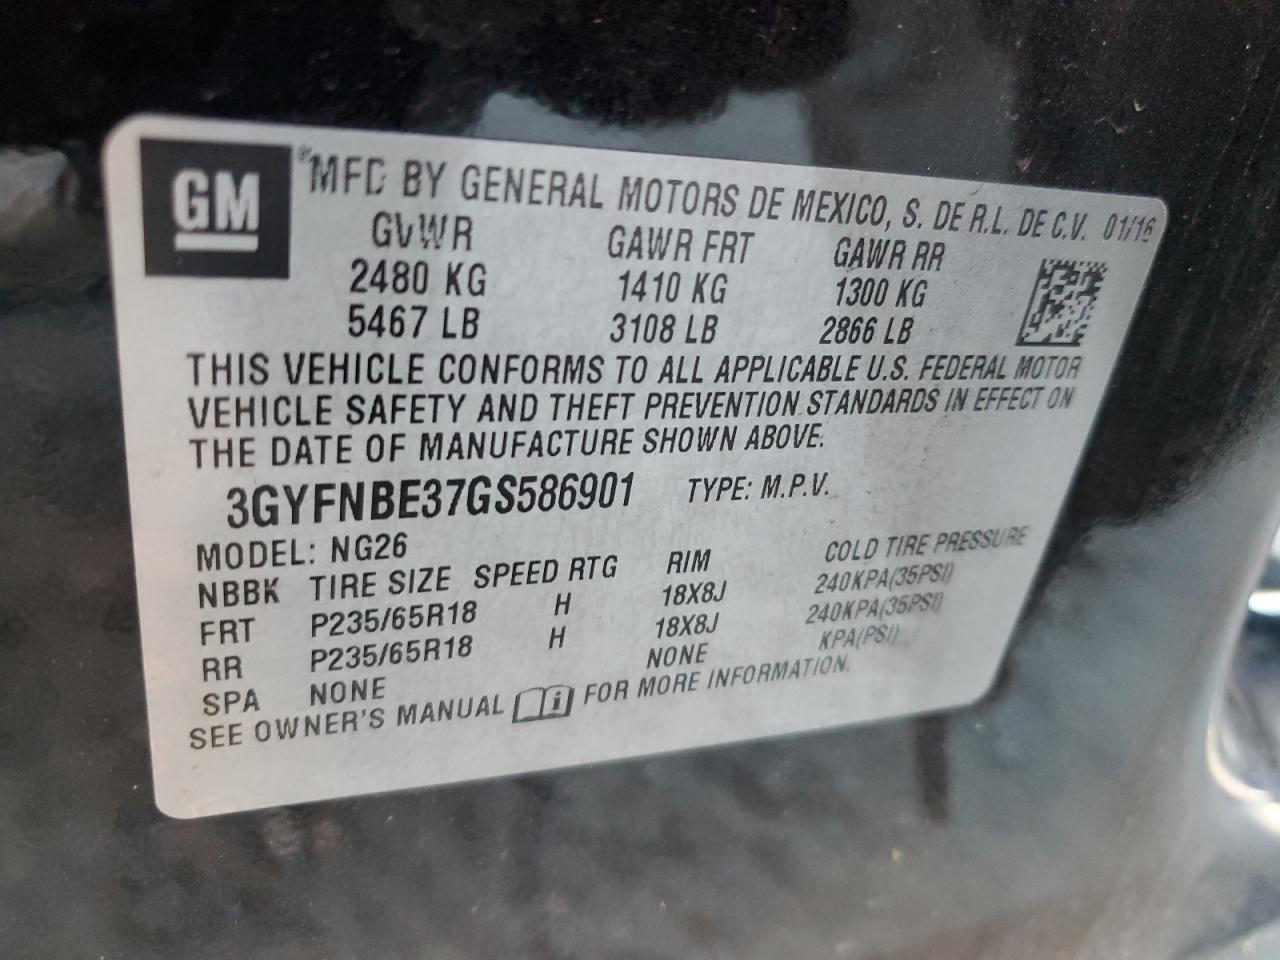 GM
MFD BY GENERAL MOTORS DE MEXICO, S. DE R.L. DE C.V. 01/16
GVWR GAWR FRT GAWR RR
2480 KG 1410 KG 1300 KG
5467 LB 3108 LB 2866 LB
THIS VEHICLE CONFORMS TO ALL APPLICABLE U.S. FEDERAL MOTOR
VEHICLE SAFETY AND THEFT PREVENTION STANDARDS IN EFFECT ON
THE DATE OF MANUFACTURE SHOWN ABOVE.
3GYFNBE37GS586901 TYPE: M.P.V.
MODEL: NG26
NBBK TIRE SIZE SPEED RTG RIM COLD TIRE PRESSURE
FRT P235/65R18 H 18X8J 240KPA(35PSI)
RR P235/65R18 H 18X8J 240KPA(35PSI)
SPA NONE NONE KPA(PSI)
SEE OWNER'S MANUAL i FOR MORE INFORMATION.